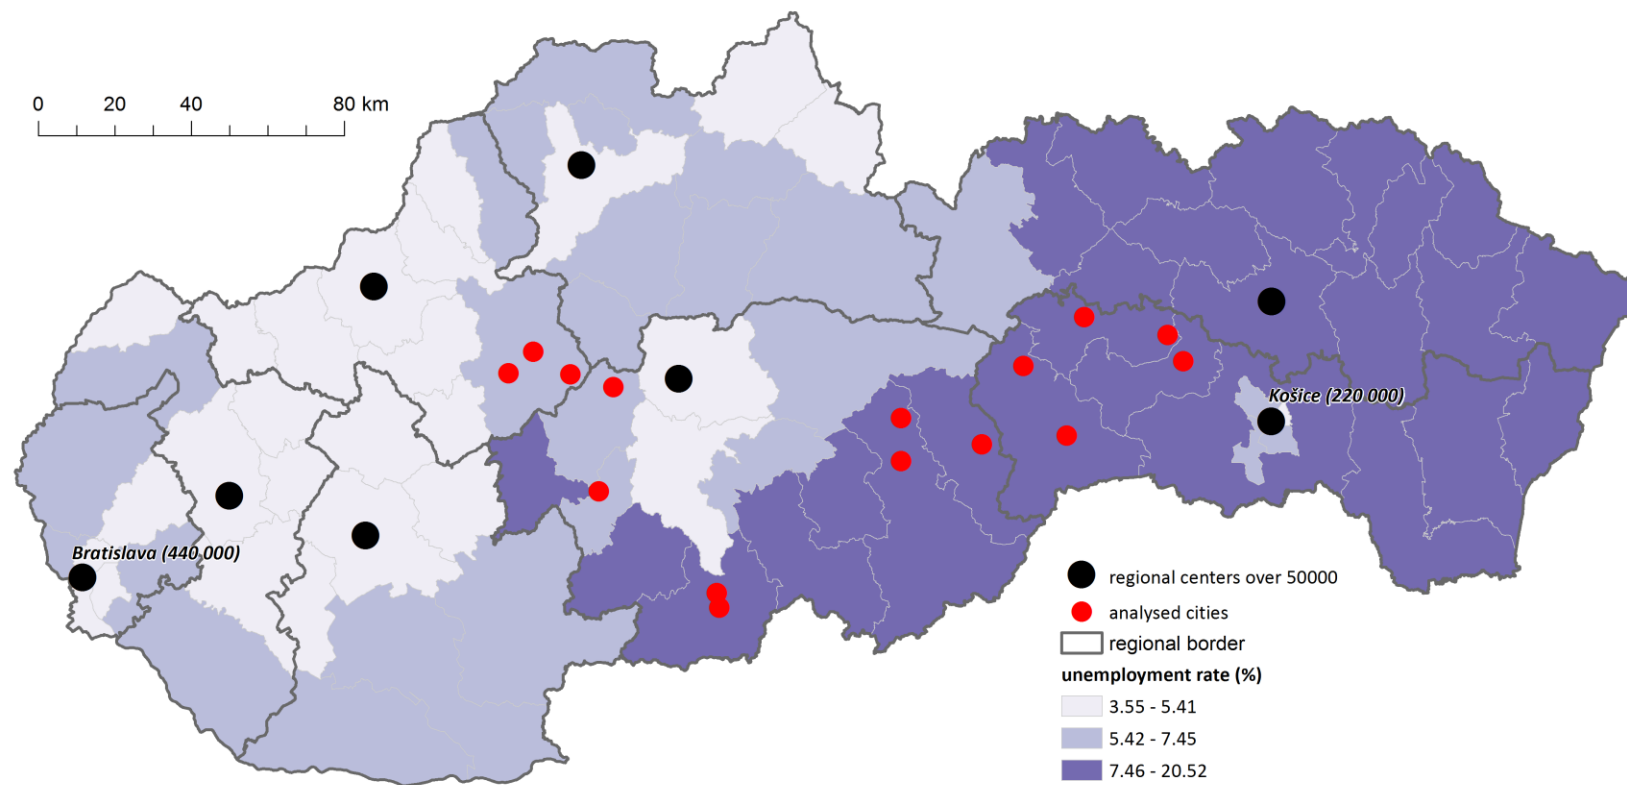 0 20 40 80 km
Košice (220 000)
Bratislava (440 000)
regional centers over 50000
analysed cities
regional border
unemployment rate (%)
3.55 - 5.41
5.42 - 7.45
7.46 - 20.52